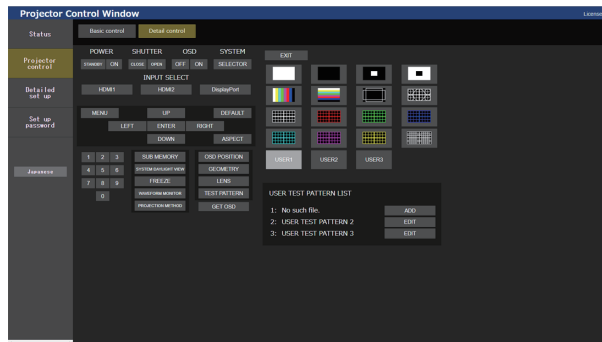 Projector Control Window
Licensed
Status
Projector control
Detailed set up
Set up password
Japanese
Basic control
Detail control
POWER SHUTTER OSD SYSTEM
STANDBY ON CLOSE OPEN OFF ON SELECTOR
INPUT SELECT
HDMI1 HDMI2 DisplayPort
MENU UP DEFAULT
LEFT ENTER RIGHT
DOWN ASPECT
1 2 3
4 5 6
7 8 9
0
SUB MEMORY
SYSTEM DAYLIGHT VIEW
FREEZE
WAVEFORM MONITOR
PROJECTION METHOD
OSD POSITION
GEOMETRY
LENS
TEST PATTERN
GET OSD
EXIT
USER1 USER2 USER3
USER TEST PATTERN LIST
1: No such file. ADD
2: USER TEST PATTERN 2 EDIT
3: USER TEST PATTERN 3 EDIT